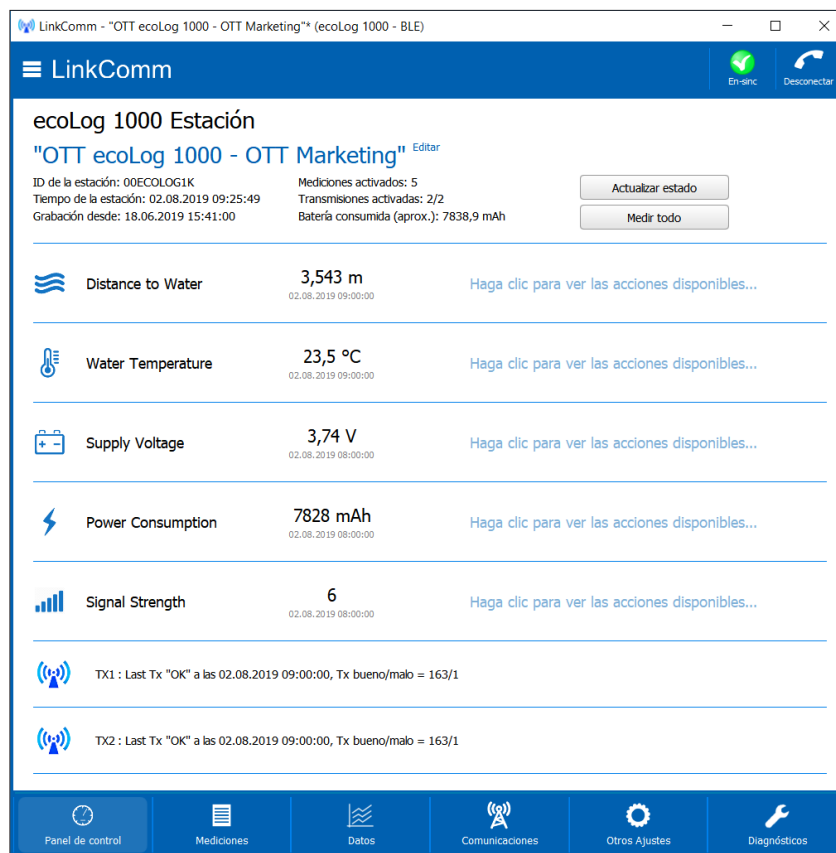 LinkComm - "OTT ecoLog 1000 - OTT Marketing"* (ecoLog 1000 - BLE)
LinkComm
En-sinc
Desconectar
ecoLog 1000 Estación
"OTT ecoLog 1000 - OTT Marketing" Editar
ID de la estación: 00ECOLOG1K
Mediciones activados: 5
Actualizar estado
Tiempo de la estación: 02.08.2019 09:25:49
Transmisiones activadas: 2/2
Grabación desde: 18.06.2019 15:41:00
Batería consumida (aprox.): 7838,9 mAh
Medir todo
Distance to Water
3,543 m
02.08.2019 09:00:00
Haga clic para ver las acciones disponibles...
Water Temperature
23,5 °C
02.08.2019 09:00:00
Haga clic para ver las acciones disponibles...
Supply Voltage
3,74 V
02.08.2019 08:00:00
Haga clic para ver las acciones disponibles...
Power Consumption
7828 mAh
02.08.2019 08:00:00
Haga clic para ver las acciones disponibles...
Signal Strength
6
02.08.2019 08:00:00
Haga clic para ver las acciones disponibles...
TX1 : Last Tx "OK" a las 02.08.2019 09:00:00, Tx bueno/malo = 163/1
TX2 : Last Tx "OK" a las 02.08.2019 09:00:00, Tx bueno/malo = 163/1
Panel de control
Mediciones
Datos
Comunicaciones
Otros Ajustes
Diagnósticos